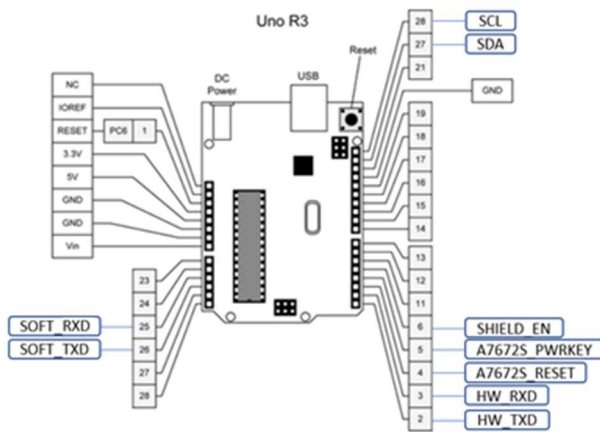 Uno R3
28 SCL
27 SDA
21
Reset
USB
DC
Power
GND
NC
IOREF
RESET PC6 1
3.3V
5V
GND
GND
Vin
19
18
17
16
15
14
13
12
11
6 SHIELD_EN
5 A7672S_PWRKEY
4 A7672S_RESET
3 HW_RXD
2 HW_TXD
23
24
SOFT_RXD 25
SOFT_TXD 26
27
28